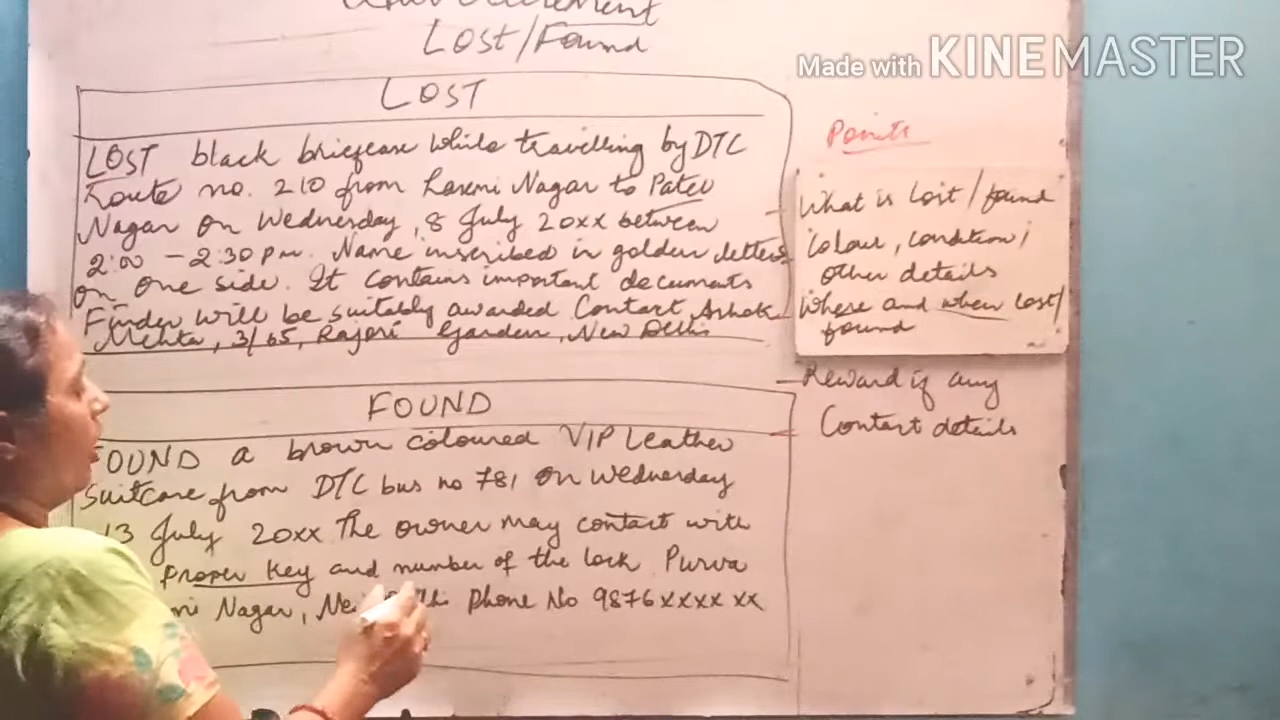 Lost/Found
Made with KINEMASTER
LOST
LOST black briefcase while travelling by DTC
route no. 210 from Laxmi Nagar to Patel
Nagar on Wednesday, 8 July 20xx between
2:00 - 2:30 pm. Name inscribed in golden letters
on one side. It contains important documents
Finder will be suitably awarded Contact Ashok
Mehta, 3/65, Rajori Garden, New Delhi
Points
What is lost/found
Colour, condition,
other details
Where and when lost/
found
Reward if any
Contact details
FOUND
FOUND a brown coloured VIP Leather
Suitcase from DTC bus no 781 on Wednesday
13 July 20xx The owner may contact with
proper key and number of the lock Purva
Nagar, Phone No 9876xxxxxx